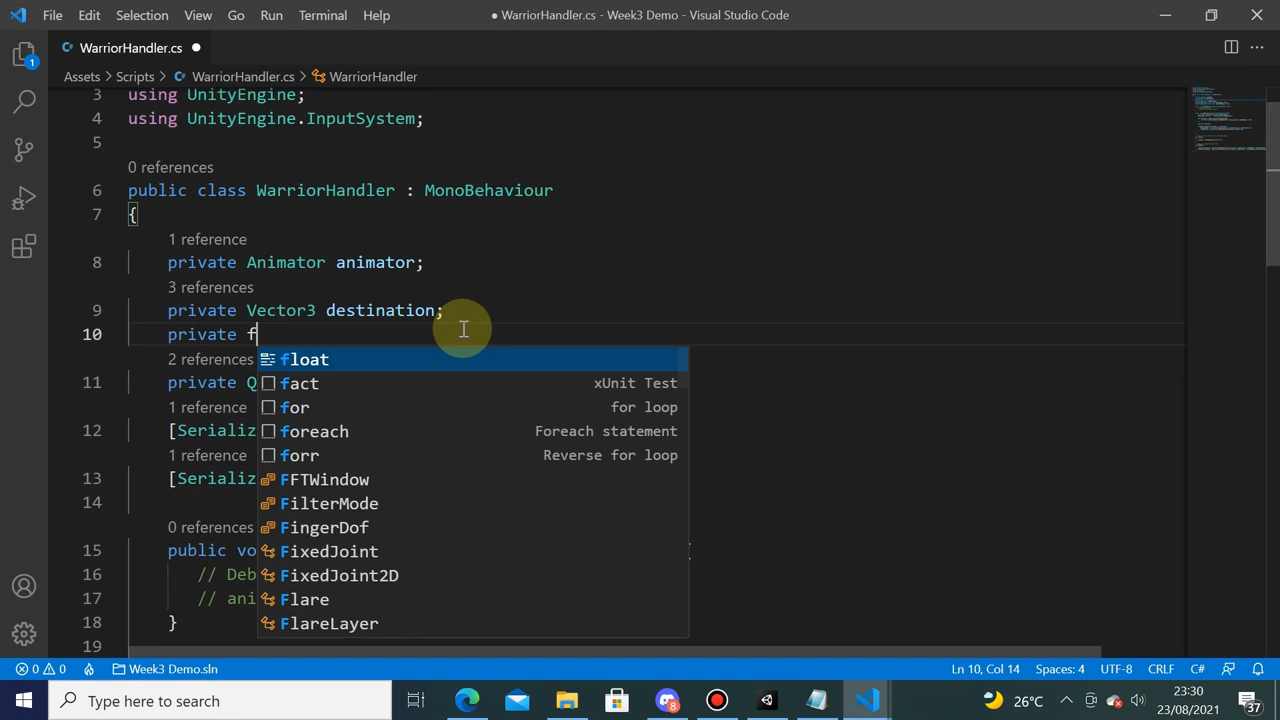 File Edit Selection View Go Run Terminal Help
● WarriorHandler.cs - Week3 Demo - Visual Studio Code
WarriorHandler.cs ●
Assets > Scripts > WarriorHandler.cs > WarriorHandler
3 using UnityEngine;
4 using UnityEngine.InputSystem;
5
0 references
6 public class WarriorHandler : MonoBehaviour
7 {
1 reference
8 private Animator animator;
3 references
9 private Vector3 destination;
10 private f
float
2 references
fact xUnit Test
11 private Q
1 reference
for for loop
12 [Serializ
foreach Foreach statement
1 reference
forr Reverse for loop
13 [Serializ
FFTWindow
14
FilterMode
0 references
FingerDof
15 public vo
FixedJoint
16 // Deb
FixedJoint2D
17 // ani
Flare
18 }
FlareLayer
19
0 0 Week3 Demo.sln
Ln 10, Col 14 Spaces: 4 UTF-8 CRLF C#
1
Type here to search
8
26°C
23:30
23/08/2021
37